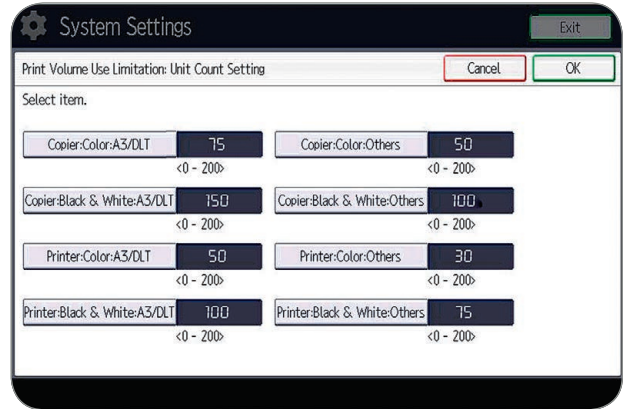 System Settings
Exit
Print Volume Use Limitation: Unit Count Setting
Cancel
OK
Select item.
Copier:Color:A3/DLT 75
Copier:Color:Others 50
<0 - 200>
<0 - 200>
Copier:Black & White:A3/DLT 150
Copier:Black & White:Others 100
<0 - 200>
<0 - 200>
Printer:Color:A3/DLT 50
Printer:Color:Others 30
<0 - 200>
<0 - 200>
Printer:Black & White:A3/DLT 100
Printer:Black & White:Others 75
<0 - 200>
<0 - 200>